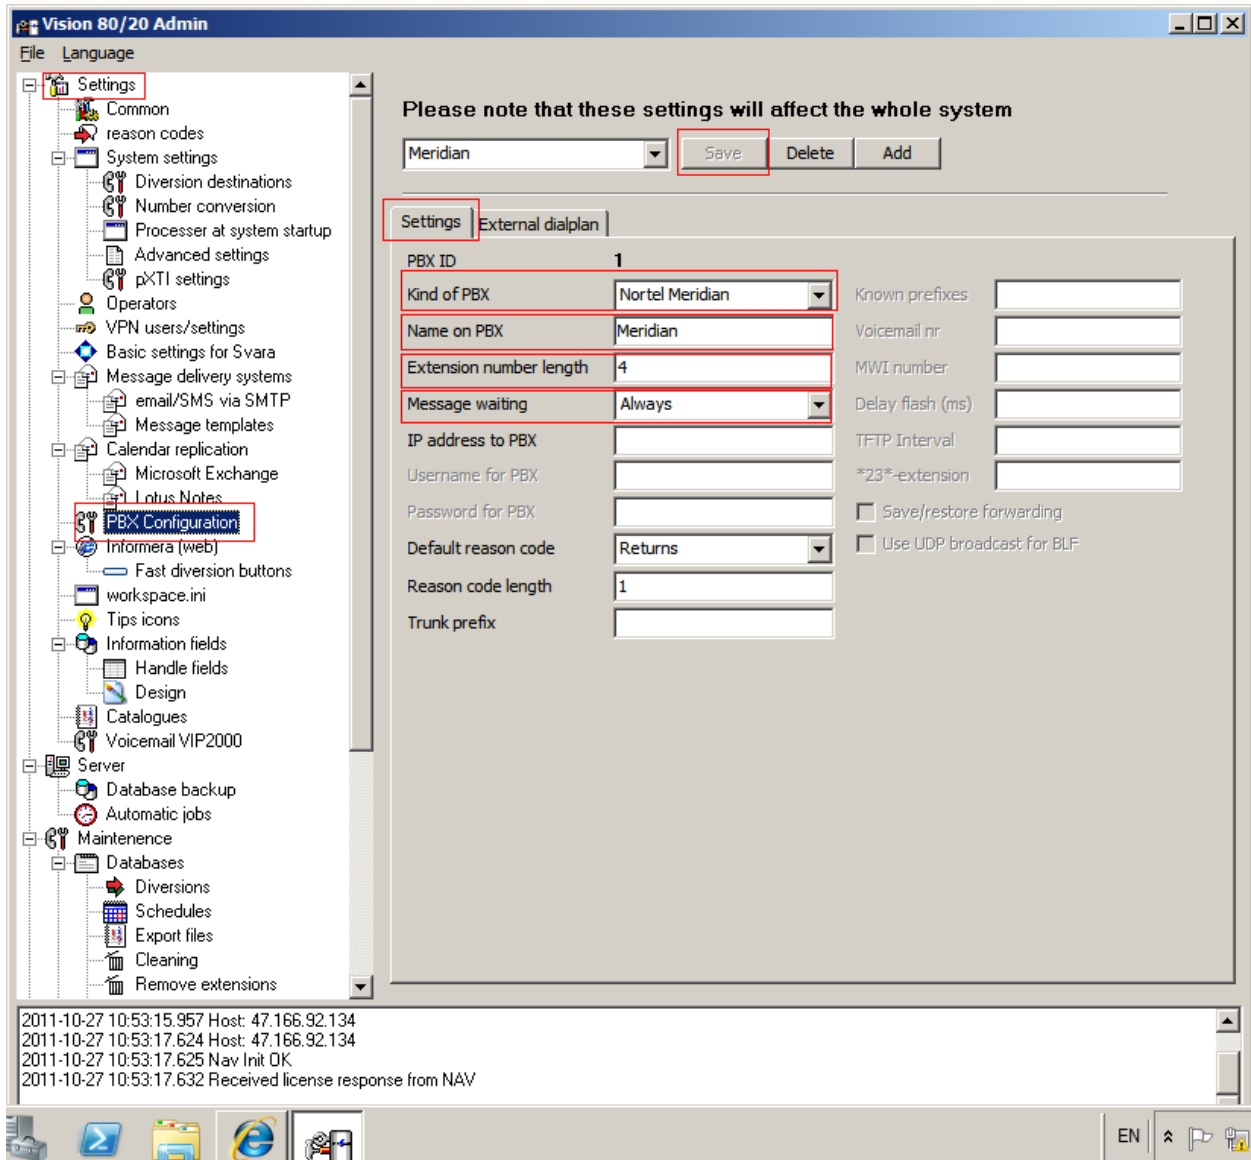 Vision 80/20 Admin
File Language
Settings
Common
reason codes
System settings
Diversion destinations
Number conversion
Processer at system startup
Advanced settings
pXTI settings
Operators
VPN users/settings
Basic settings for Svara
Message delivery systems
email/SMS via SMTP
Message templates
Calendar replication
Microsoft Exchange
Lotus Notes
PBX Configuration
Informera (web)
Fast diversion buttons
workspace.ini
Tips icons
Information fields
Handle fields
Design
Catalogues
Voicemail VIP2000
Server
Database backup
Automatic jobs
Maintenence
Databases
Diversions
Schedules
Export files
Cleaning
Remove extensions
Please note that these settings will affect the whole system
Meridian Save Delete Add
Settings External dialplan
PBX ID 1
Kind of PBX Nortel Meridian Known prefixes
Name on PBX Meridian Voicemail nr
Extension number length 4 MWI number
Message waiting Always Delay flash (ms)
IP address to PBX TFTP Interval
Username for PBX *23*-extension
Password for PBX Save/restore forwarding
Default reason code Returns Use UDP broadcast for BLF
Reason code length 1
Trunk prefix
2011-10-27 10:53:15.957 Host: 47.166.92.134
2011-10-27 10:53:17.624 Host: 47.166.92.134
2011-10-27 10:53:17.625 Nav Init OK
2011-10-27 10:53:17.632 Received license response from NAV
EN